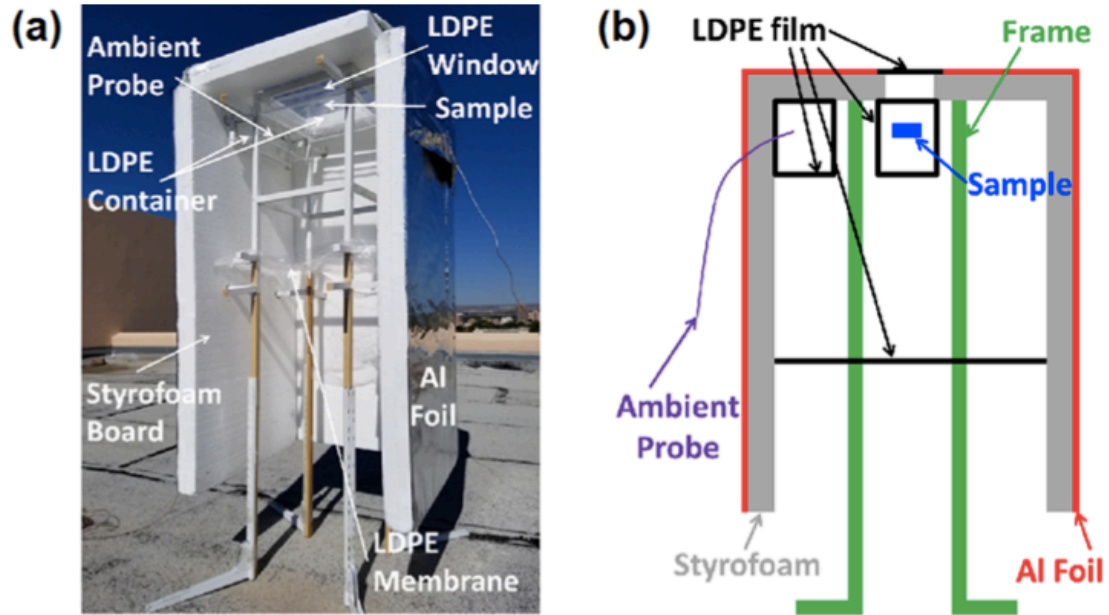 (a)
Ambient
Probe
LDPE
Window
Sample
LDPE
Container
Styrofoam
Board
Al
Foil
LDPE
Membrane
(b)
LDPE film
Frame
Sample
Ambient
Probe
Styrofoam
Al Foil